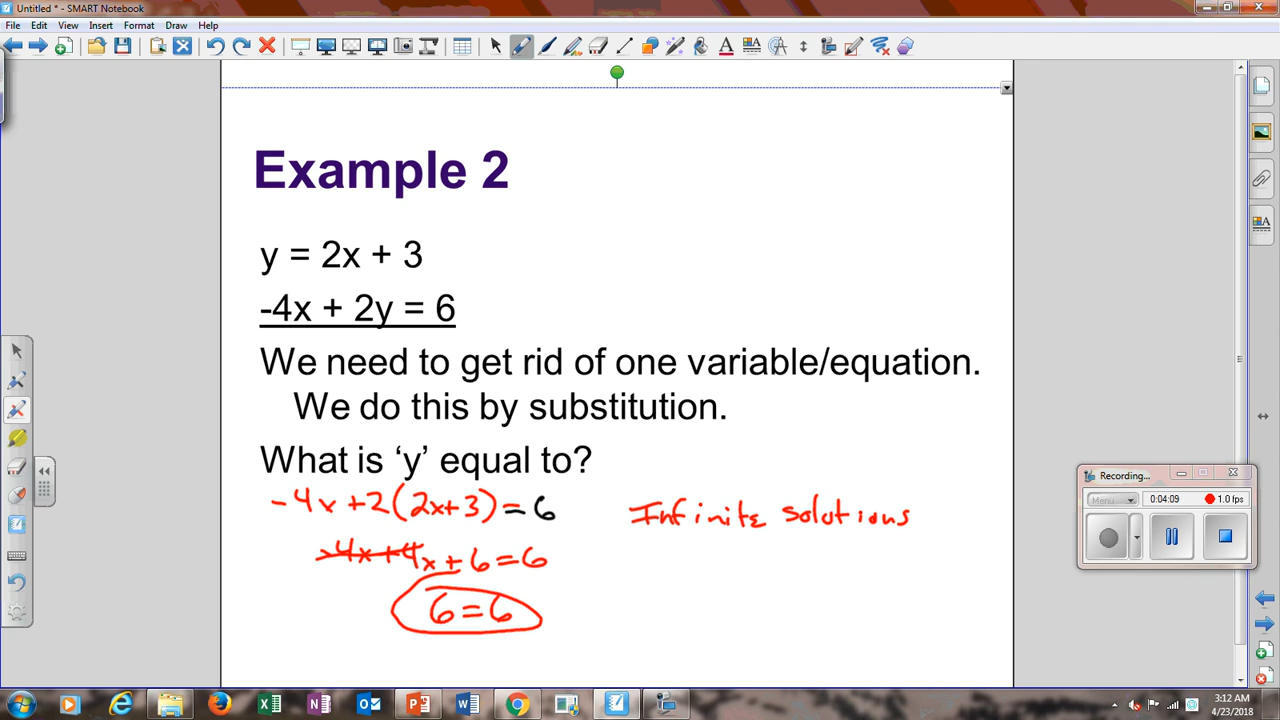 Untitled * - SMART Notebook
File Edit View Insert Format Draw Help
Example 2
y = 2x + 3
-4x + 2y = 6
We need to get rid of one variable/equation.
We do this by substitution.
What is ‘y’ equal to?
-4x+2(2x+3)=6
Infinite solutions
-4x+4x+6=6
6=6
Recording...
Menu
0:04:09
1.0 fps
3:12 AM
4/23/2018